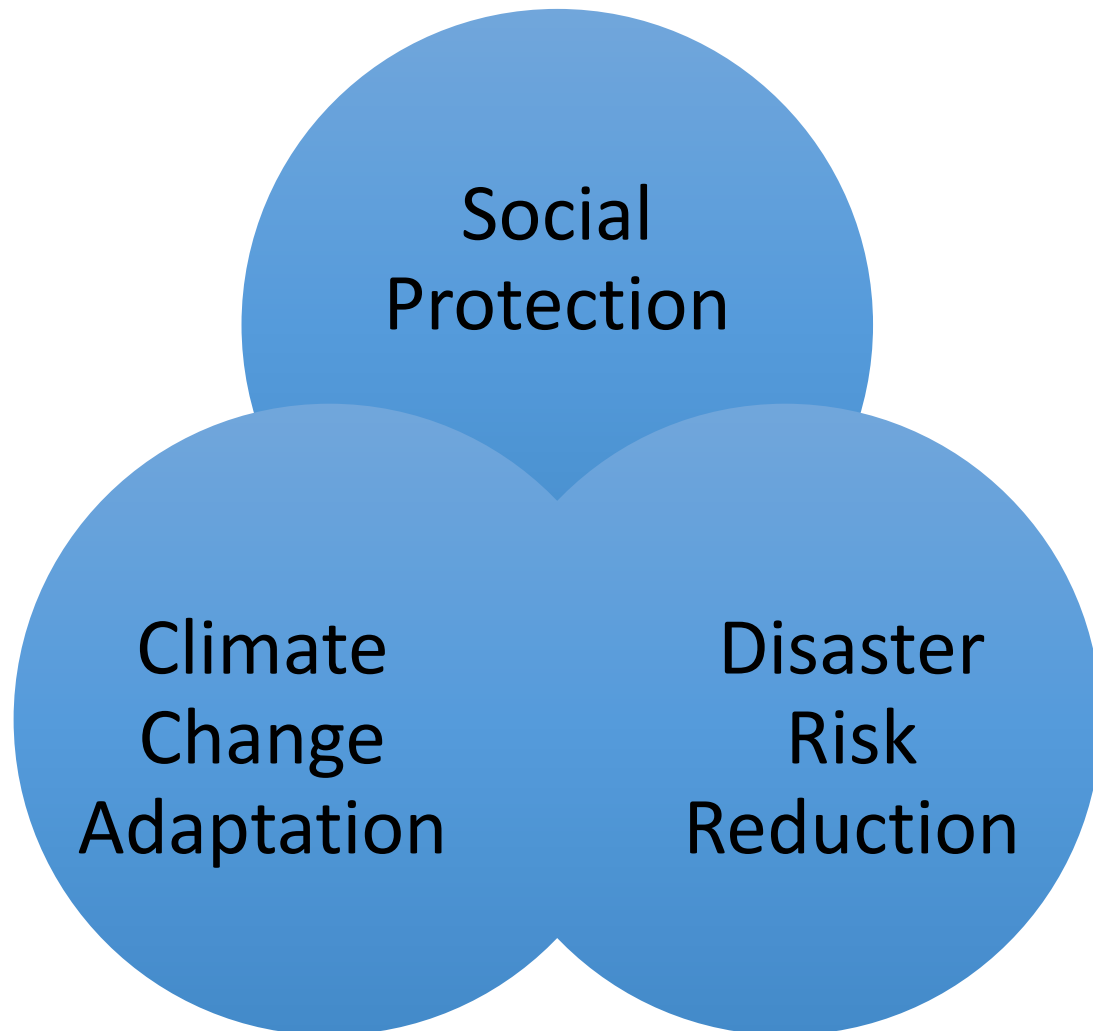 Social
Protection
Climate
Change
Adaptation
Disaster
Risk
Reduction